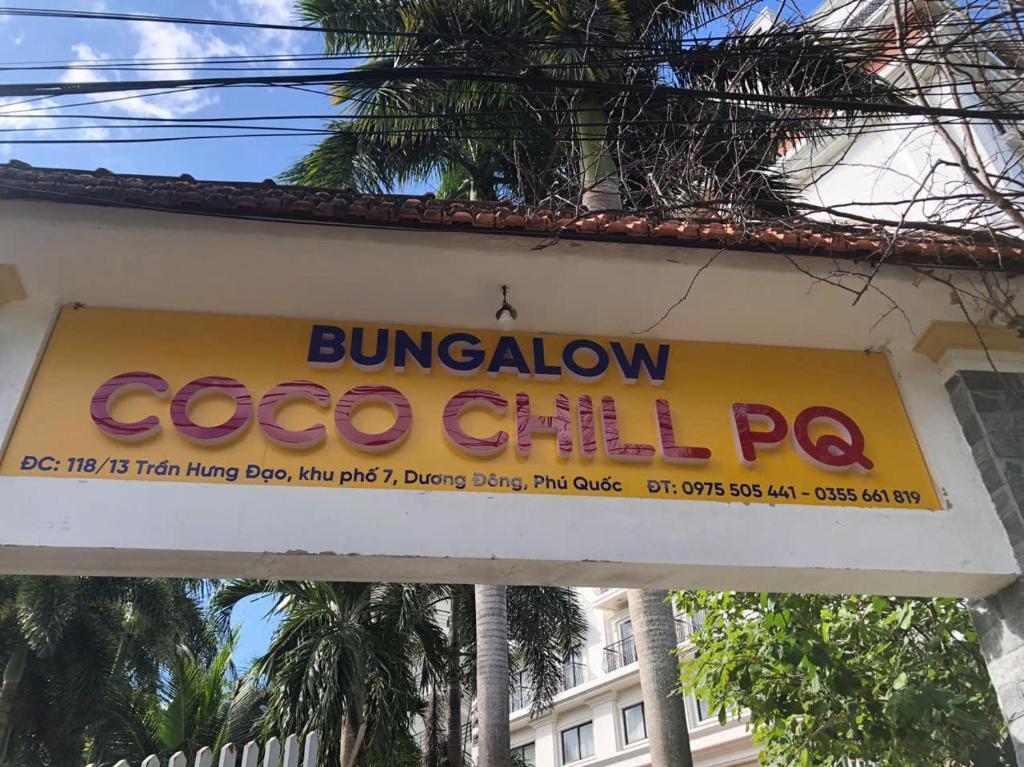 BUNGALOW
COCO CHILL PQ
ĐC: 118/13 Trần Hưng Đạo, khu phố 7, Dương Đông, Phú Quốc ĐT: 0975 505 441 - 0355 661 819